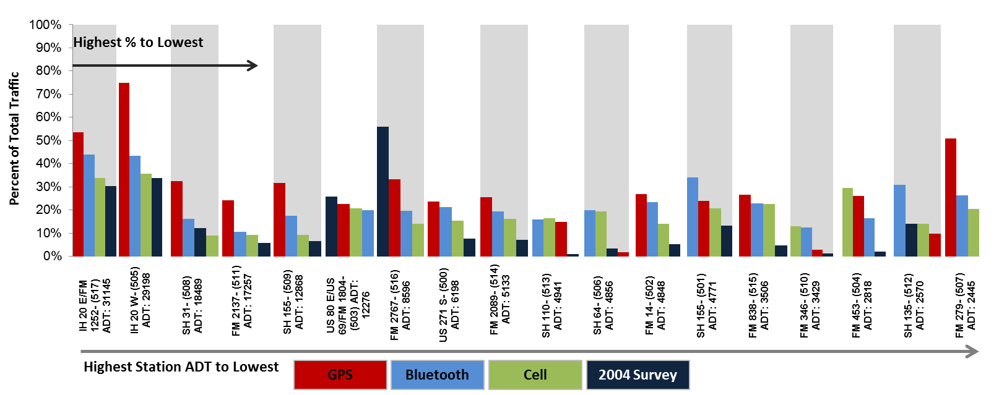 100%
90%
80%
70%
60%
50%
40%
30%
20%
10%
0%
Percent of Total Traffic
Highest % to Lowest
IH 20 E/FM
1252- (517)
ADT: 31145
IH 20 W- (505)
ADT: 29198
SH 31- (508)
ADT: 18489
FM 2137- (511)
ADT: 17257
SH 155- (509)
ADT: 12868
US 80 E/US
69/FM 1804-
(503) ADT:
12276
FM 2767- (516)
ADT: 8596
US 271 S- (500)
ADT: 6198
FM 2089- (514)
ADT: 5133
SH 110- (513)
ADT: 4941
SH 64- (506)
ADT: 4856
FM 14- (502)
ADT: 4848
SH 155- (501)
ADT: 4771
FM 838- (515)
ADT: 3506
FM 346- (510)
ADT: 3429
FM 453- (504)
ADT: 2818
SH 135- (512)
ADT: 2570
FM 279- (507)
ADT: 2445
Highest Station ADT to Lowest
GPS
Bluetooth
Cell
2004 Survey